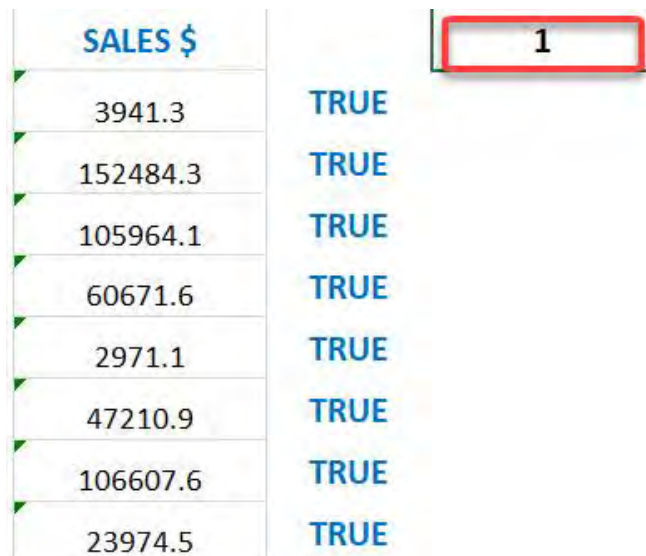 SALES $ 1
3941.3 TRUE
152484.3 TRUE
105964.1 TRUE
60671.6 TRUE
2971.1 TRUE
47210.9 TRUE
106607.6 TRUE
23974.5 TRUE